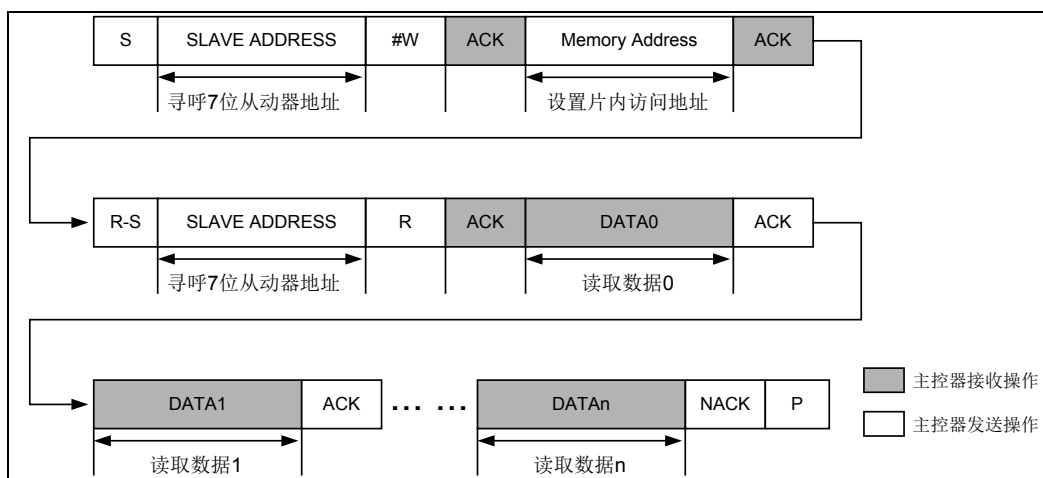 S SLAVE ADDRESS #W ACK Memory Address ACK
寻呼7位从动器地址 设置片内访问地址
R-S SLAVE ADDRESS R ACK DATA0 ACK
寻呼7位从动器地址 读取数据0
DATA1 ACK ... ... DATAn NACK P
读取数据1 读取数据n
主控器接收操作
主控器发送操作